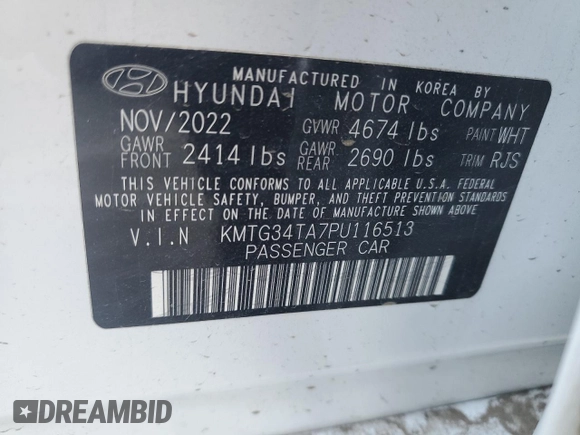 MANUFACTURED IN KOREA BY
HYUNDAI MOTOR COMPANY
NOV/2022 GVWR 4674 lbs PAINT WHT
GAWR FRONT 2414 lbs GAWR REAR 2690 lbs TRIM RJS
THIS VEHICLE CONFORMS TO ALL APPLICABLE U.S.A. FEDERAL
MOTOR VEHICLE SAFETY, BUMPER, AND THEFT PREVENTION STANDARDS
IN EFFECT ON THE DATE OF MANUFACTURE SHOWN ABOVE
V.I.N KMTG34TA7PU116513
PASSENGER CAR
DREAMBID